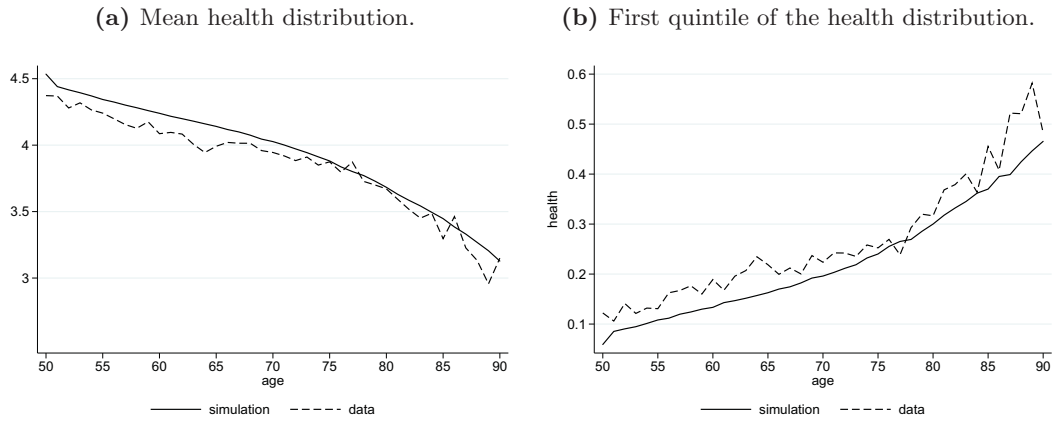 (a) Mean health distribution.
4.5
4
3.5
3
50 55 60 65 70 75 80 85 90
age
simulation data
(b) First quintile of the health distribution.
health
0.6
0.5
0.4
0.3
0.2
0.1
50 55 60 65 70 75 80 85 90
age
simulation data